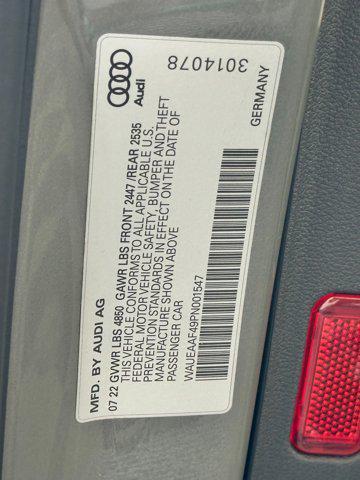 Audi
3014078
GERMANY
MFD. BY AUDI AG
07 22 GVWR LBS 4850 GAWR LBS FRONT 2447/REAR 2535
THIS VEHICLE CONFORMS TO ALL APPLICABLE U.S.
FEDERAL MOTOR VEHICLE SAFETY, BUMPER AND THEFT
PREVENTION STANDARDS IN EFFECT ON THE DATE OF
MANUFACTURE SHOWN ABOVE
PASSENGER CAR
WAUEAAF49PN001547